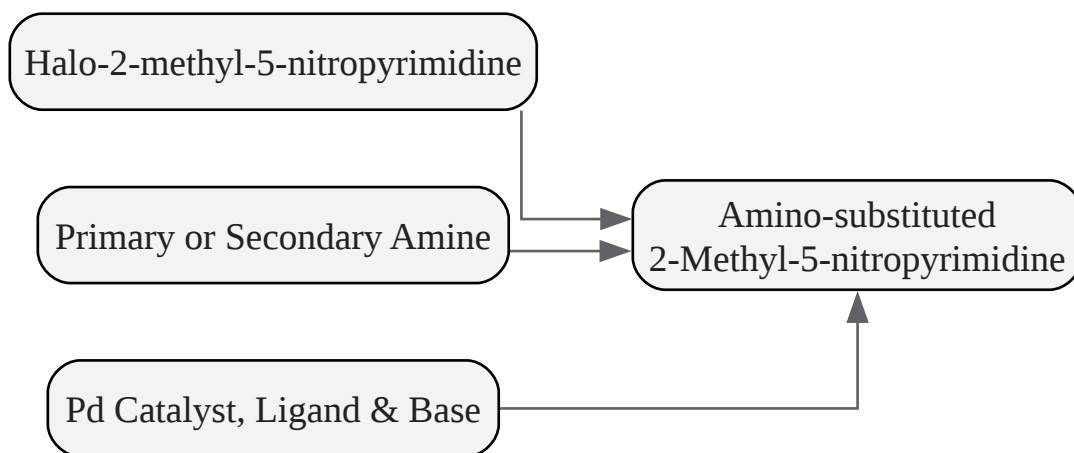 Halo-2-methyl-5-nitropyrimidine
Primary or Secondary Amine
Amino-substituted
2-Methyl-5-nitropyrimidine
Pd Catalyst, Ligand & Base